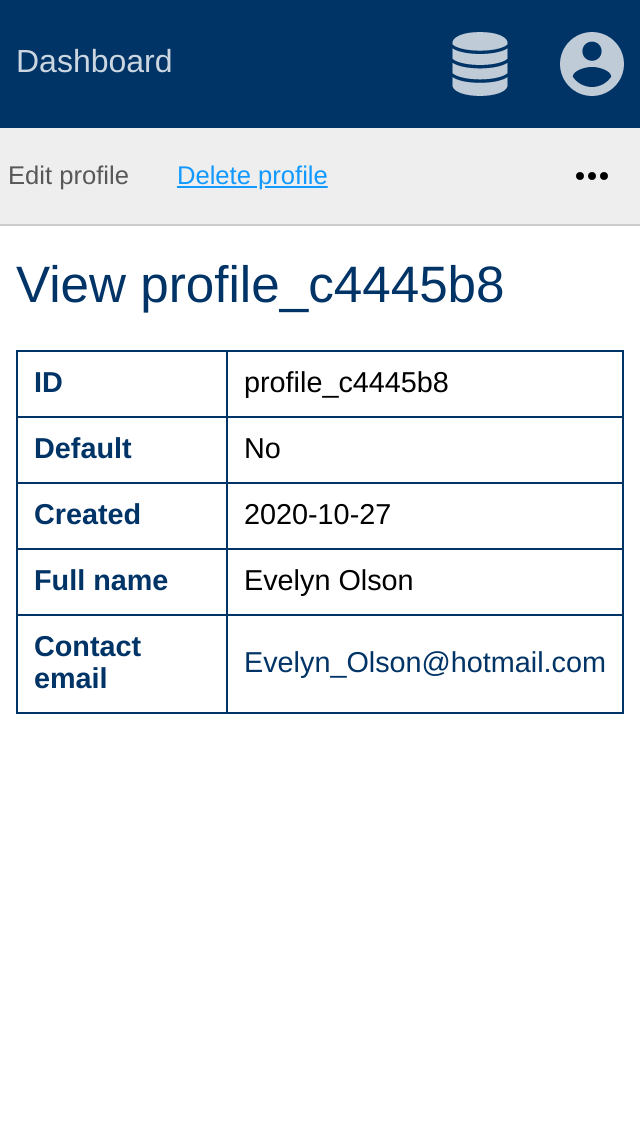 Dashboard
Edit profile Delete profile
View profile_c4445b8
ID profile_c4445b8
Default No
Created 2020-10-27
Full name Evelyn Olson
Contact
email
Evelyn_Olson@hotmail.com